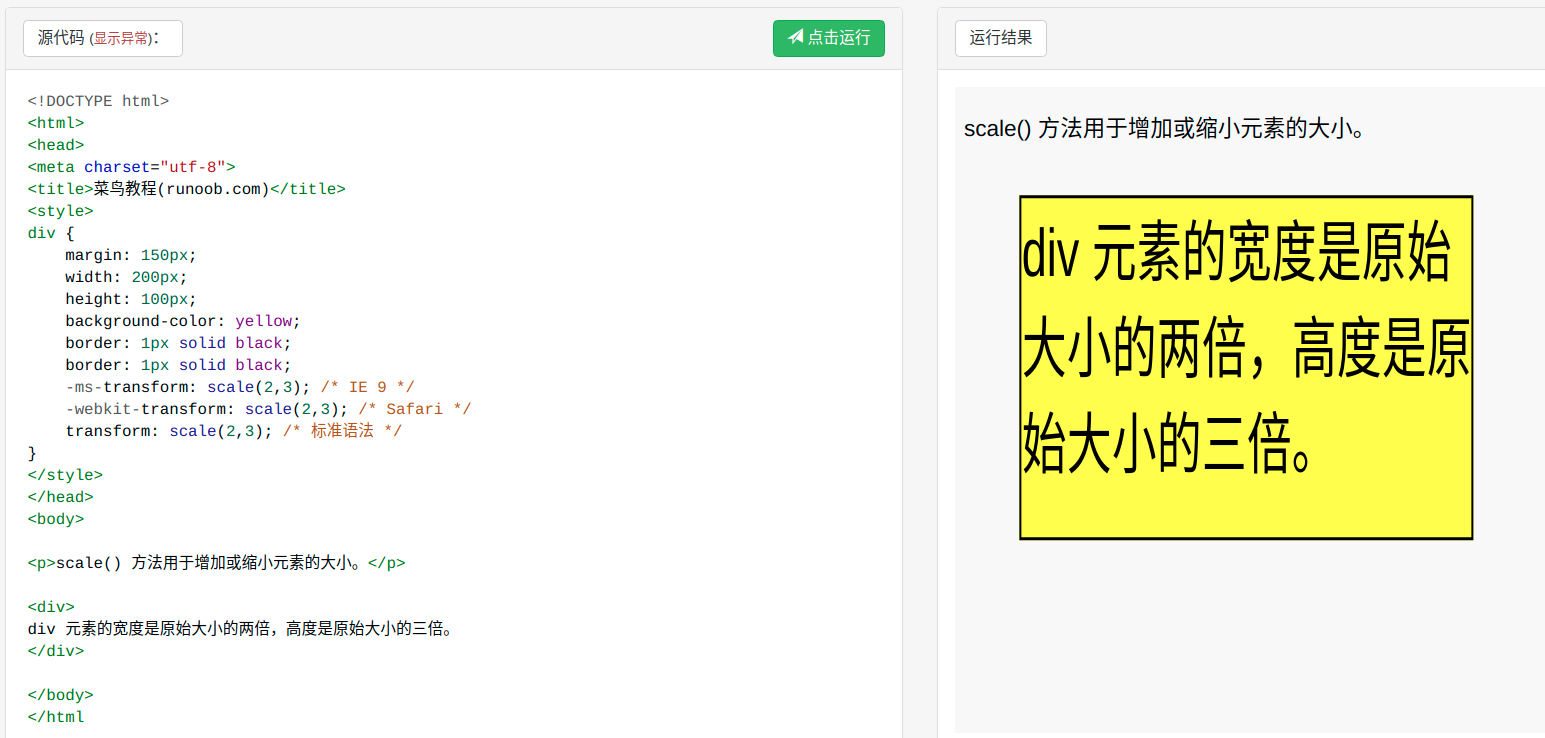 源代码 (显示异常)：
点击运行
<!DOCTYPE html>
<html>
<head>
<meta charset="utf-8">
<title>菜鸟教程(runoob.com)</title>
<style>
div {
    margin: 150px;
    width: 200px;
    height: 100px;
    background-color: yellow;
    border: 1px solid black;
    border: 1px solid black;
    -ms-transform: scale(2,3); /* IE 9 */
    -webkit-transform: scale(2,3); /* Safari */
    transform: scale(2,3); /* 标准语法 */
}
</style>
</head>
<body>
<p>scale() 方法用于增加或缩小元素的大小。</p>
<div>
div 元素的宽度是原始大小的两倍，高度是原始大小的三倍。
</div>
</body>
</html
运行结果
scale() 方法用于增加或缩小元素的大小。
div 元素的宽度是原始
大小的两倍，高度是原
始大小的三倍。